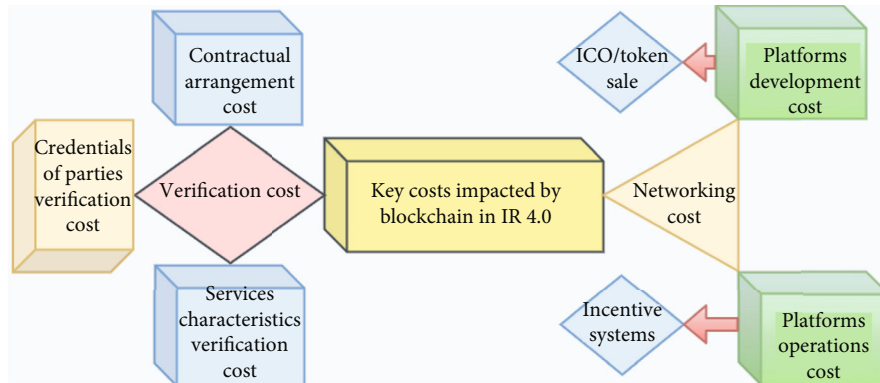 Contractual
arrangement
cost
ICO/token
sale
Platforms
development
cost
Credentials
of parties
verification
cost
Verification cost
Key costs impacted by
blockchain in IR 4.0
Networking
cost
Services
characteristics
verification
cost
Incentive
systems
Platforms
operations
cost